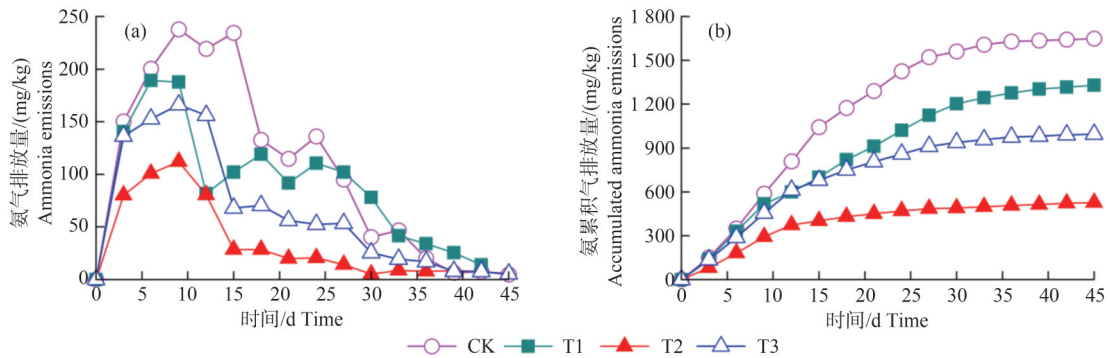 (a)
氨气排放量/(mg/kg)
Ammonia emissions
250
200
150
100
50
0
0 5 10 15 20 25 30 35 40 45
时间/d Time
(b)
氨累积气排放量/(mg/kg)
Accumulated ammonia emissions
1 800
1 500
1 200
900
600
300
0
0 5 10 15 20 25 30 35 40 45
时间/d Time
CK T1 T2 T3